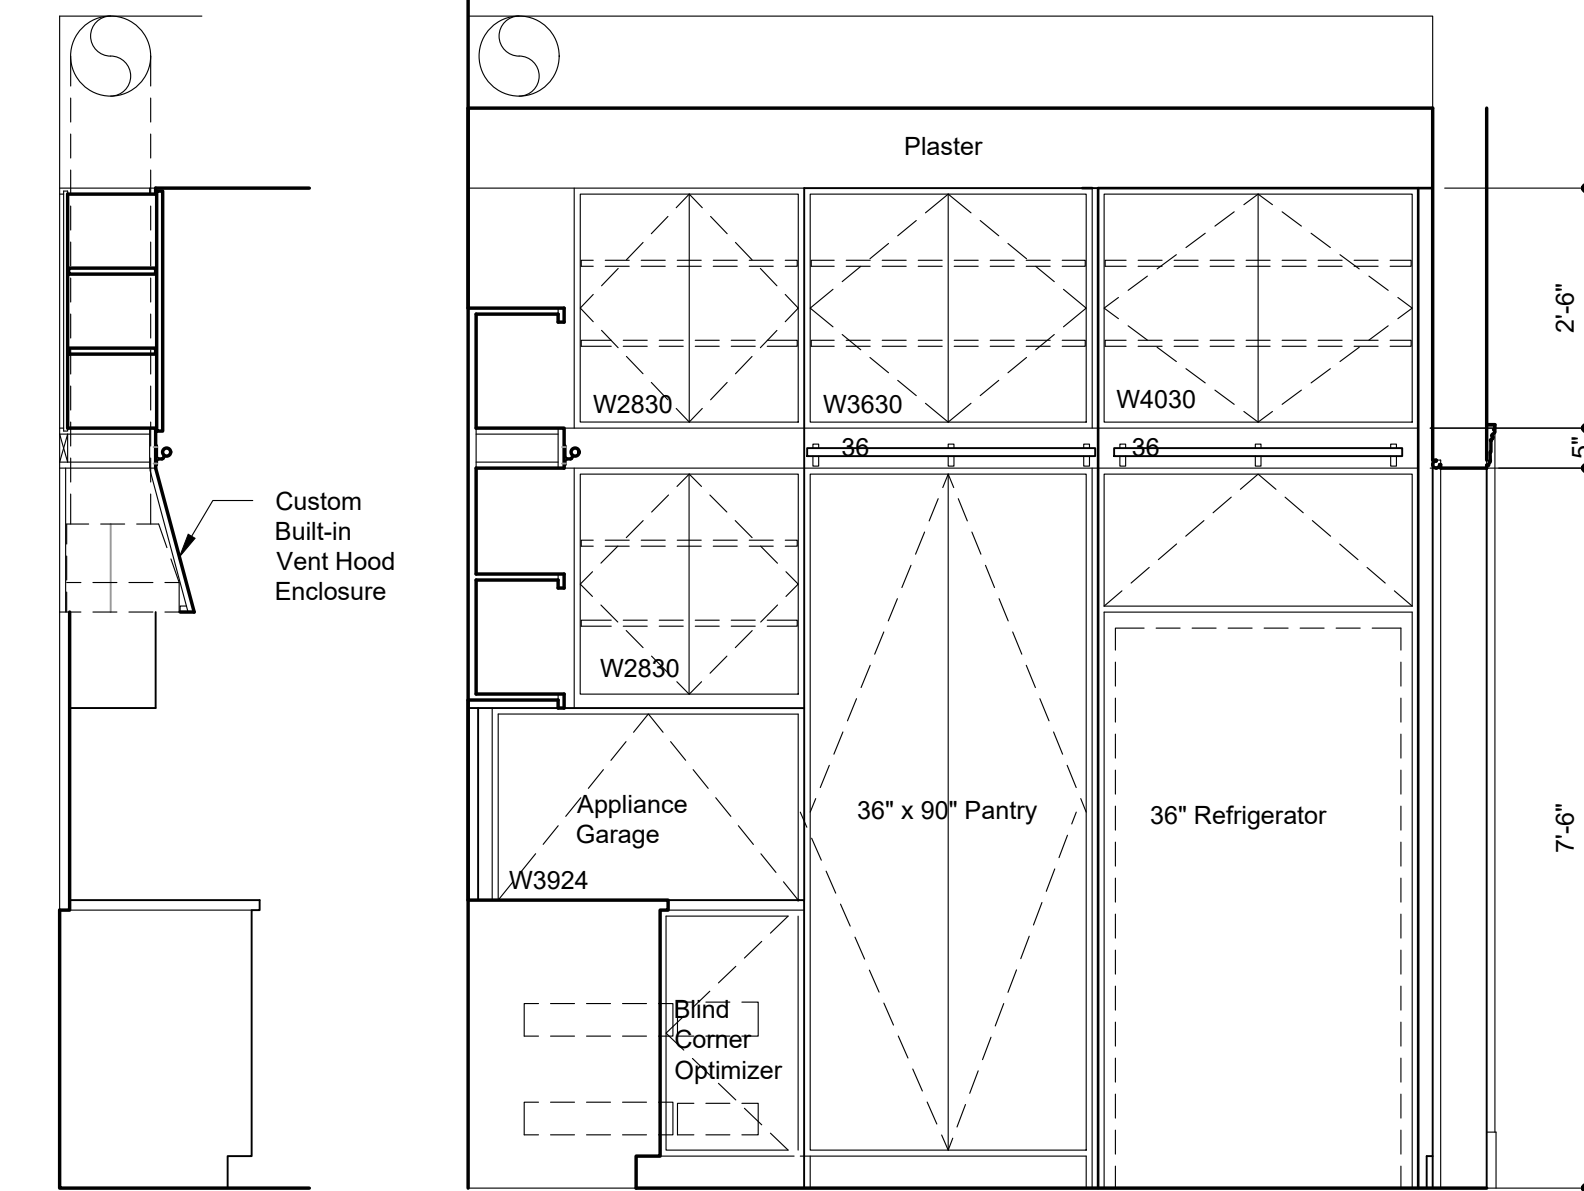 Plaster
W2830
W3630
W4030
2'-6"
36
36
5"
Custom
Built-in
Vent Hood
Enclosure
W2830
Appliance
Garage
W3924
36" x 90" Pantry
36" Refrigerator
7'-6"
Blind
Corner
Optimizer